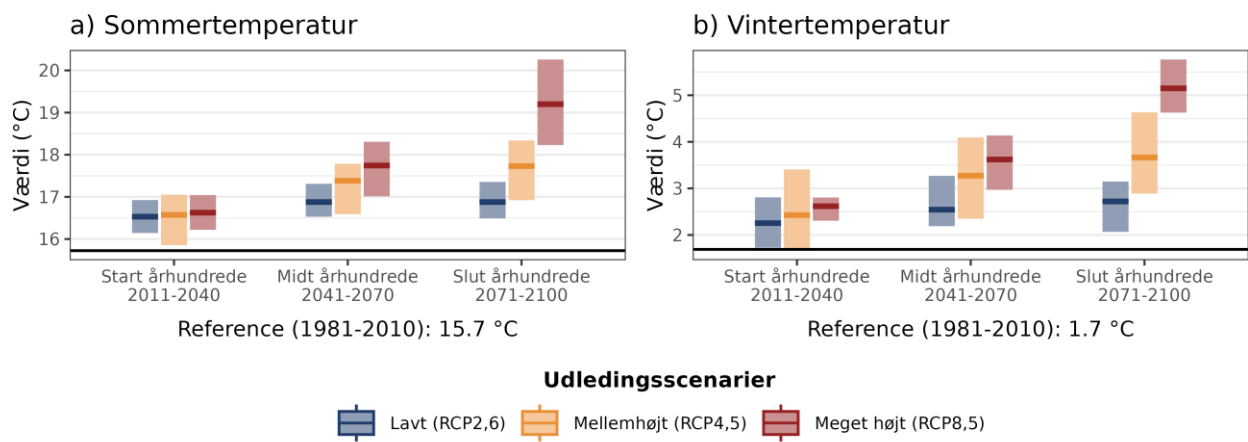 a) Sommertemperatur
Værdi (°C)
20
19
18
17
16
Start århundrede
2011-2040
Midt århundrede
2041-2070
Slut århundrede
2071-2100
Reference (1981-2010): 15.7 °C
b) Vintertemperatur
Værdi (°C)
5
4
3
2
Start århundrede
2011-2040
Midt århundrede
2041-2070
Slut århundrede
2071-2100
Reference (1981-2010): 1.7 °C
Udledingsscenarier
Lavt (RCP2,6)
Mellemhøjt (RCP4,5)
Meget højt (RCP8,5)